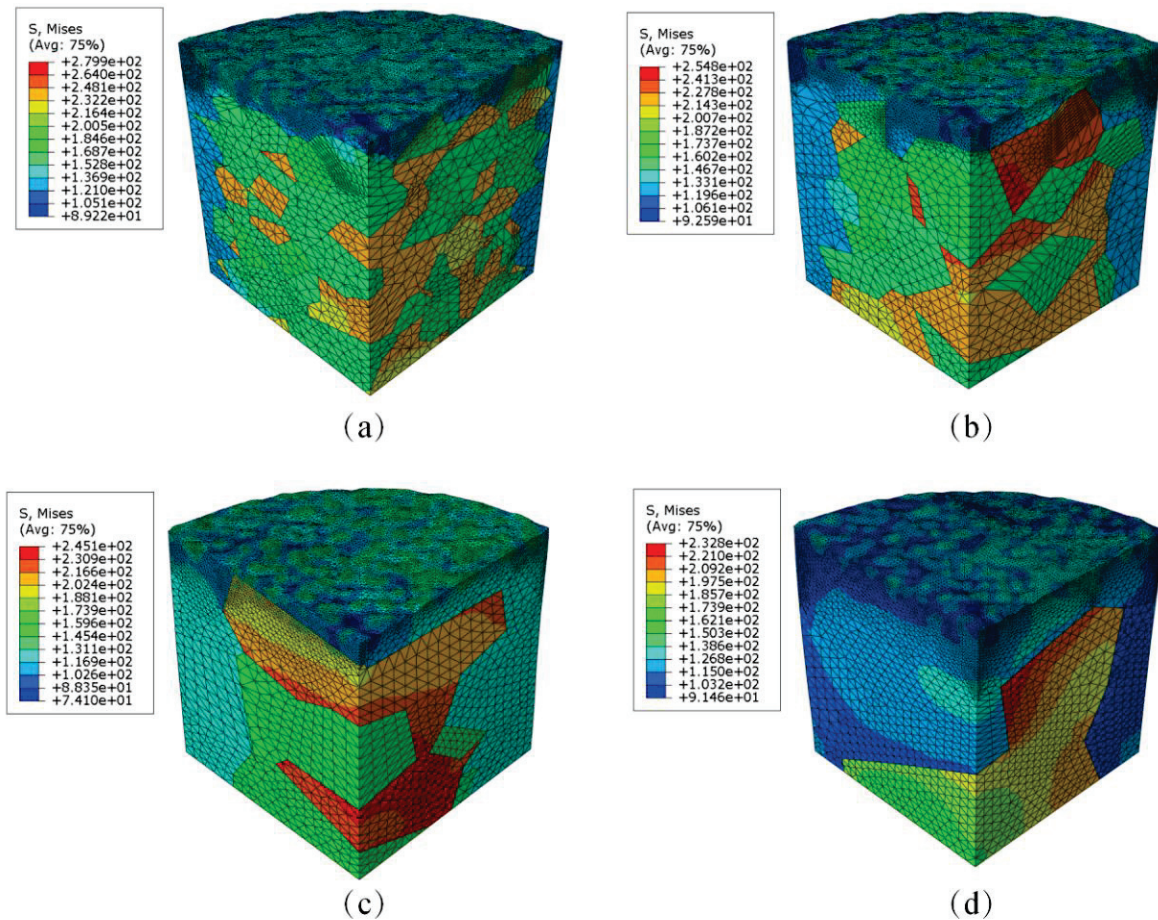 S, Mises
(Avg: 75%)
+2.799e+02
+2.640e+02
+2.481e+02
+2.322e+02
+2.164e+02
+2.005e+02
+1.846e+02
+1.687e+02
+1.528e+02
+1.369e+02
+1.210e+02
+1.051e+02
+8.922e+01
(a)
S, Mises
(Avg: 75%)
+2.548e+02
+2.413e+02
+2.278e+02
+2.143e+02
+2.007e+02
+1.872e+02
+1.737e+02
+1.602e+02
+1.467e+02
+1.331e+02
+1.196e+02
+1.061e+02
+9.259e+01
(b)
S, Mises
(Avg: 75%)
+2.451e+02
+2.309e+02
+2.166e+02
+2.024e+02
+1.881e+02
+1.739e+02
+1.596e+02
+1.454e+02
+1.311e+02
+1.169e+02
+1.026e+02
+8.835e+01
+7.410e+01
(c)
S, Mises
(Avg: 75%)
+2.328e+02
+2.210e+02
+2.092e+02
+1.975e+02
+1.857e+02
+1.739e+02
+1.621e+02
+1.503e+02
+1.386e+02
+1.268e+02
+1.150e+02
+1.032e+02
+9.146e+01
(d)